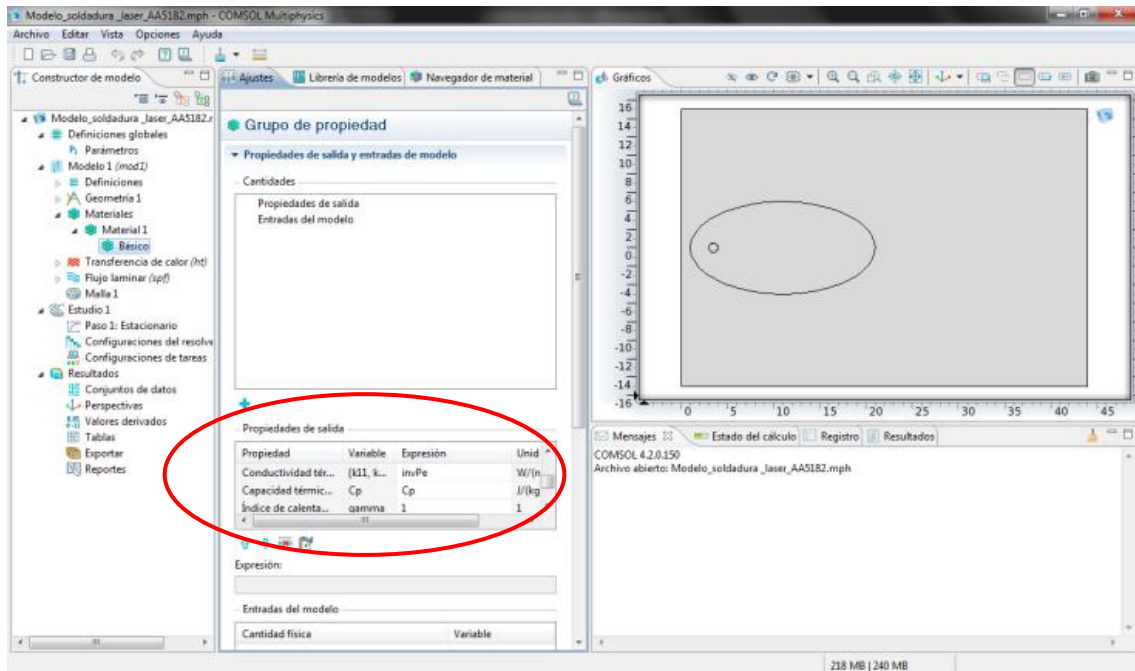 Modelo_soldadura _laser_AA5182.mph - COMSOL Multiphysics
Archivo Editar Vista Opciones Ayuda
Constructor de modelo
Modelo_soldadura _laser_AA5182.r
Definiciones globales
Parámetros
Modelo 1 (mod1)
Definiciones
Geometría 1
Materiales
Material 1
Básico
Transferencia de calor (ht)
Flujo laminar (spf)
Malla 1
Estudio 1
Paso 1: Estacionario
Configuraciones del resolve
Configuraciones de tareas
Resultados
Conjuntos de datos
Perspectivas
Valores derivados
Tablas
Exportar
Reportes
Ajustes Librería de modelos Navegador de material
Grupo de propiedad
Propiedades de salida y entradas de modelo
Cantidades
Propiedades de salida
Entradas del modelo
Propiedades de salida
Propiedad Variable Expresión Unid
Conductividad tér... {k11, k... invPe W/(n
Capacidad térmic... Cp Cp J/(kg
Índice de calenta... gamma 1 1
Expresión:
Entradas del modelo
Cantidad física Variable
Gráficos
16
14
12
10
8
6
4
2
0
-2
-4
-6
-8
-10
-12
-14
-16
0 5 10 15 20 25 30 35 40 45
Mensajes Estado del cálculo Registro Resultados
COMSOL 4.2.0.150
Archivo abierto: Modelo_soldadura _laser_AA5182.mph
218 MB | 240 MB